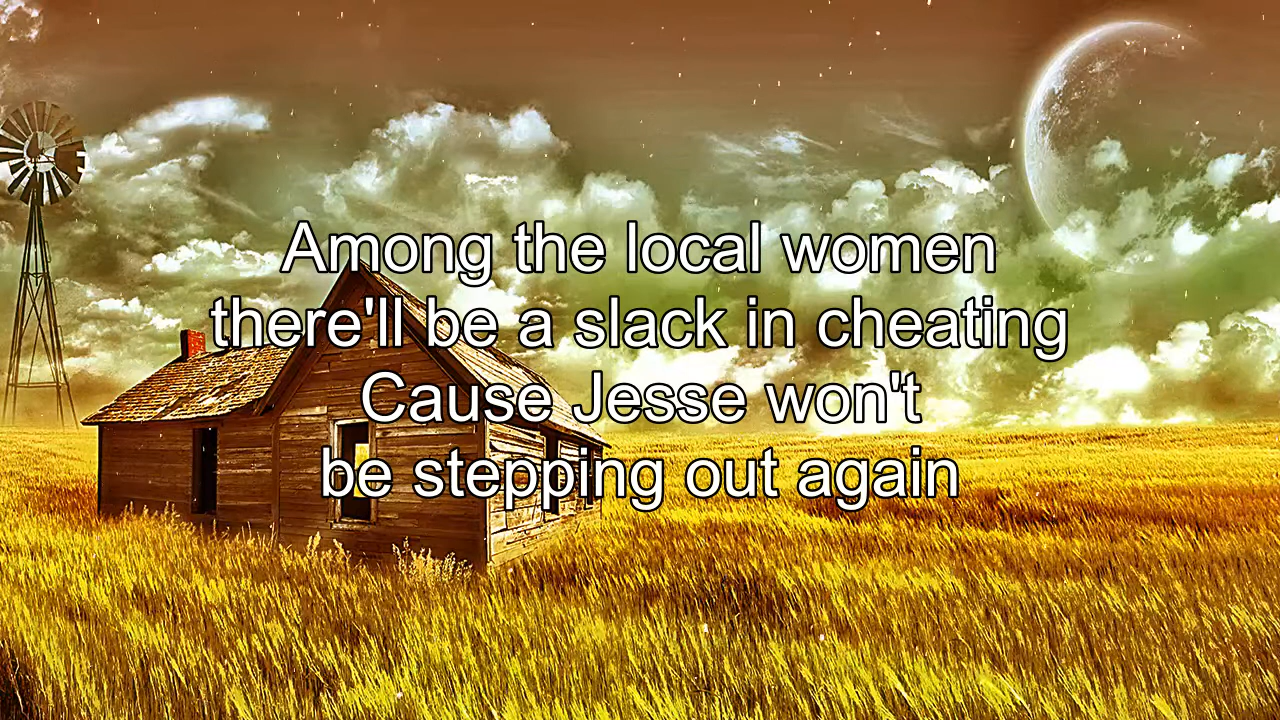 Among the local women
there'll be a slack in cheating
Cause Jesse won't
be stepping out again